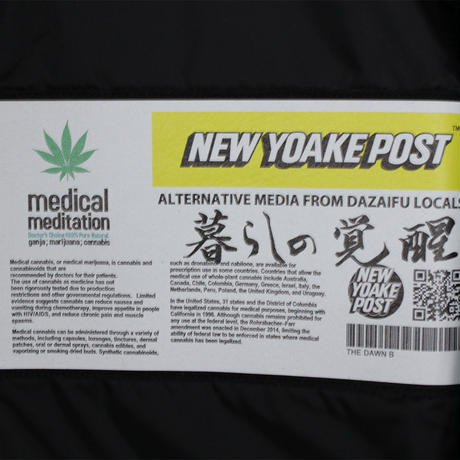 medical
meditation
Doctor's Choice 100% Pure Natural
ganja; marijuana; cannabis
Medical cannabis, or medical marijuana, is cannabis and
cannabinoids that are
recommended by doctors for their patients.
The use of cannabis as medicine has not
been rigorously tested due to production
restrictions and other governmental regulations. Limited
evidence suggests cannabis can reduce nausea and
vomiting during chemotherapy, improve appetite in people
with HIV/AIDS, and reduce chronic pain and muscle
spasms.
Medical cannabis can be administered through a variety of
methods, including capsules, lozenges, tinctures, dermal
patches, oral or dermal sprays, cannabis edibles, and
vaporizing or smoking dried buds. Synthetic cannabinoids,
NEW YOAKE POST
TM
ALTERNATIVE MEDIA FROM DAZAIFU LOCALS
暮らしの覚醒
such as dronabinol and nabilone, are available for
prescription use in some countries. Countries that allow the
medical use of whole-plant cannabis include Australia,
Canada, Chile, Colombia, Germany, Greece, Israel, Italy, the
Netherlands, Peru, Poland, the United Kingdom, and Uruguay.
In the United States, 31 states and the District of Columbia
have legalized cannabis for medical purposes, beginning with
California in 1996. Although cannabis remains prohibited for
any use at the federal level, the Rohrabacher-Farr
amendment was enacted in December 2014, limiting the
ability of federal law to be enforced in states where medical
cannabis has been legalized.
NEW
YOAKE
POST
THE DAWN B